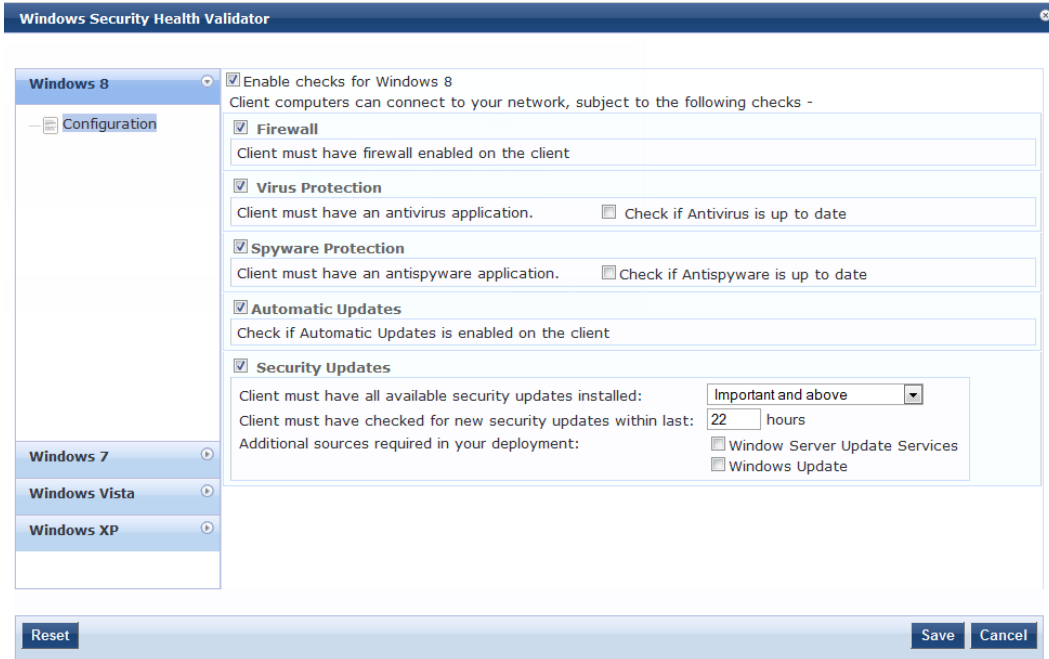 Windows Security Health Validator
Windows 8
Configuration
Windows 7
Windows Vista
Windows XP
Enable checks for Windows 8
Client computers can connect to your network, subject to the following checks -
Firewall
Client must have firewall enabled on the client
Virus Protection
Client must have an antivirus application. Check if Antivirus is up to date
Spyware Protection
Client must have an antispyware application. Check if Antispyware is up to date
Automatic Updates
Check if Automatic Updates is enabled on the client
Security Updates
Client must have all available security updates installed: Important and above
Client must have checked for new security updates within last: 22 hours
Additional sources required in your deployment: Window Server Update Services
Windows Update
Reset Save Cancel